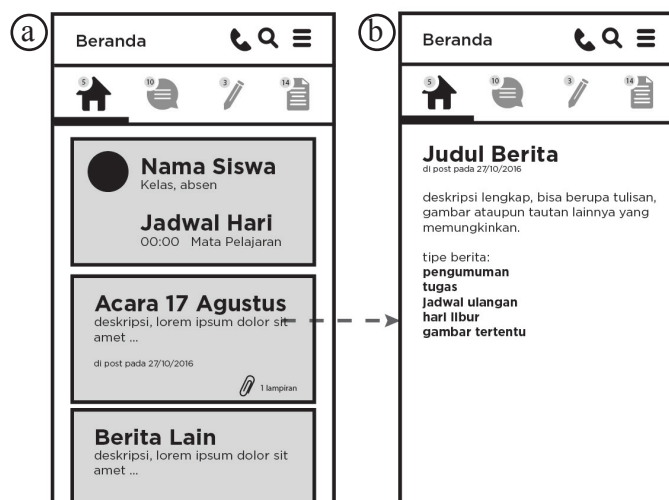 a
Beranda
5
10
3
14
Nama Siswa
Kelas, absen
Jadwal Hari
00:00 Mata Pelajaran
Acara 17 Agustus
deskripsi, lorem ipsum dolor sit
amet ...
di post pada 27/10/2016
1 lampiran
Berita Lain
deskripsi, lorem ipsum dolor sit
amet ...
b
Beranda
5
10
3
14
Judul Berita
di post pada 27/10/2016
deskripsi lengkap, bisa berupa tulisan,
gambar ataupun tautan lainnya yang
memungkinkan.
tipe berita:
pengumuman
tugas
jadwal ulangan
hari libur
gambar tertentu